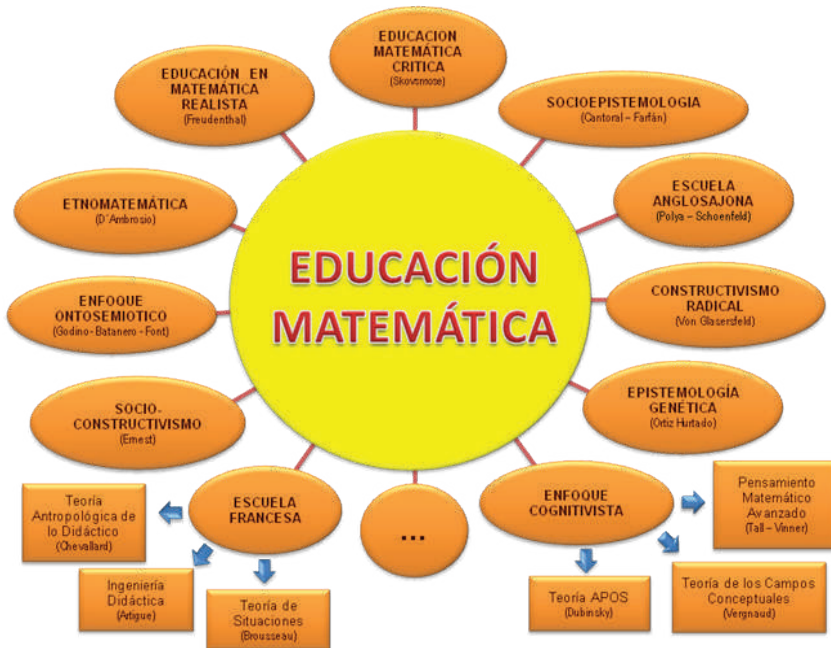 EDUCACION
MATEMÁTICA
CRITICA
(Skovsmose)
EDUCACIÓN EN
MATEMÁTICA
REALISTA
(Freudenthal)
SOCIOEPISTEMOLOGIA
(Cantoral – Farfán)
ETNOMATEMÁTICA
(D´Ambrosio)
ESCUELA
ANGLOSAJONA
(Polya – Schoenfeld)
EDUCACIÓN
MATEMÁTICA
ENFOQUE
ONTOSEMIOTICO
(Godino- Batanero - Font)
CONSTRUCTIVISMO
RADICAL
(Von Glasersfeld)
SOCIO-
CONSTRUCTIVISMO
(Ernest)
EPISTEMOLOGÍA
GENÉTICA
(Ortiz Hurtado)
ESCUELA
FRANCESA
...
ENFOQUE
COGNITIVISTA
Teoría
Antropológica de
lo Didáctico
(Chevallard)
Ingeniería
Didáctica
(Artigue)
Teoría de
Situaciones
(Brousseau)
Teoría APOS
(Dubinsky)
Teoría de los Campos
Conceptuales
(Vergnaud)
Pensamiento
Matemático
Avanzado
(Tall – Vinner)